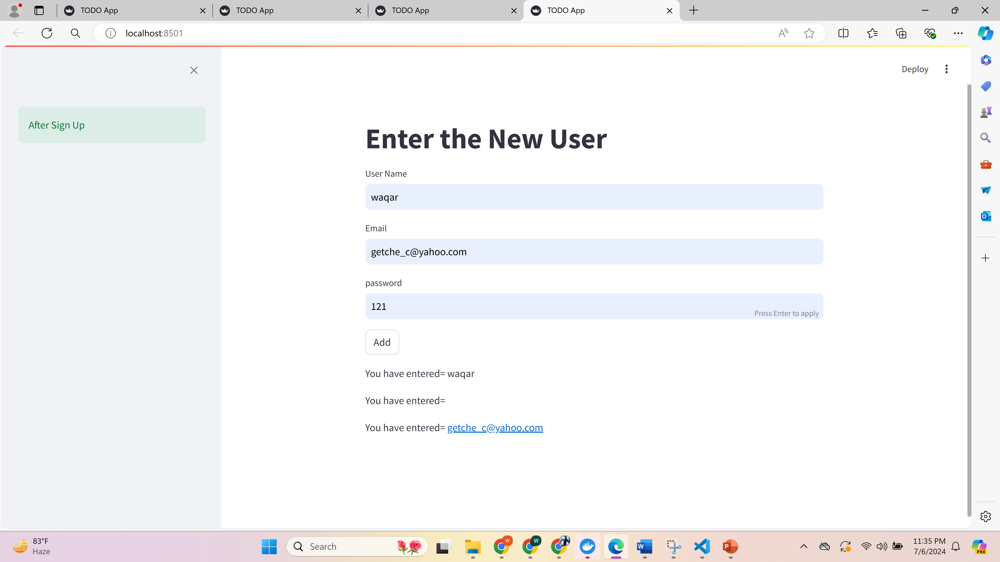 TODO App
TODO App
TODO App
TODO App
localhost:8501
Deploy
After Sign Up
Enter the New User
User Name
waqar
Email
getche_c@yahoo.com
password
121
Press Enter to apply
Add
You have entered= waqar
You have entered=
You have entered= getche_c@yahoo.com
83°F
Haze
Search
W
W
W
P
11:35 PM
7/6/2024
PRE